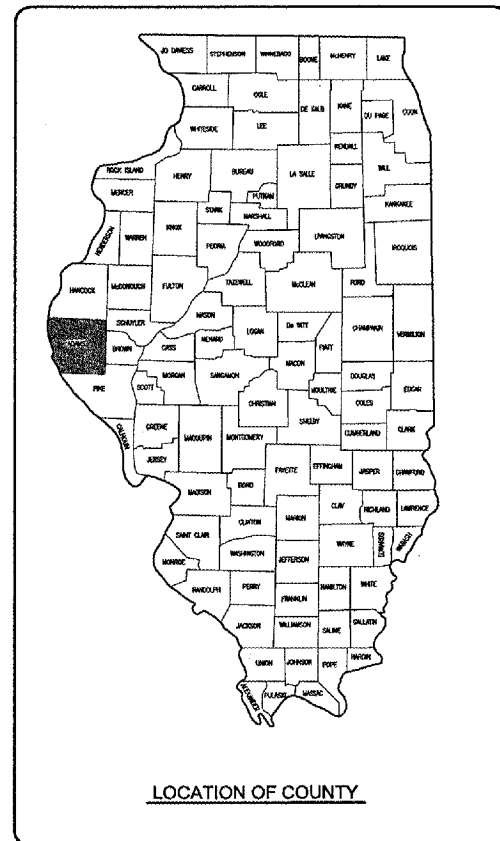 JO DAVIESS STEPHENSON WINNEBAGO BOONE McHENRY LAKE
CARROLL OGLE DE KALB KANE COOK
DU PAGE
WHITESIDE LEE
KENDALL
ROCK ISLAND HENRY BUREAU LA SALLE GRUNDY WILL
MERCER PUTNAM
KANKAKEE
STARK MARSHALL
HENDERSON WARREN KNOX PEORIA WOODFORD LIVINGSTON IROQUOIS
HANCOCK McDONOUGH FULTON TAZEWELL McCLEAN FORD
MASON
SCHUYLER LOGAN De WITT CHAMPAIGN VERMILION
BROWN CASS MENARD PIATT
MACON
PIKE SCOTT MORGAN SANGAMON MOULTRIE DOUGLAS EDGAR
CHRISTIAN COLES
CALHOUN GREENE MACOUPIN MONTGOMERY SHELBY CUMBERLAND CLARK
JERSEY
FAYETTE EFFINGHAM JASPER CRAWFORD
MADISON BOND
CLAY RICHLAND LAWRENCE
CLINTON MARION
SAINT CLAIR WAYNE EDWARDS WABASH
WASHINGTON JEFFERSON
MONROE
RANDOLPH PERRY HAMILTON WHITE
FRANKLIN
JACKSON WILLIAMSON SALINE GALLATIN
UNION JOHNSON POPE HARDIN
ALEXANDER PULASKI MASSAC
LOCATION OF COUNTY